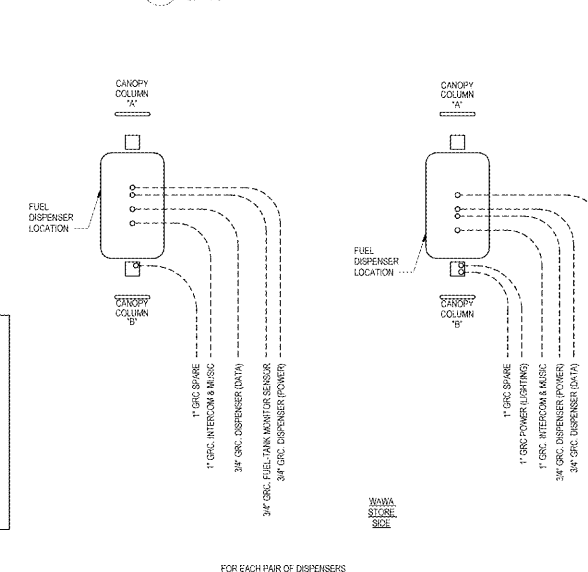 CANOPY
COLUMN
"A"
FUEL
DISPENSER
LOCATION
CANOPY
COLUMN
"B"
1" GRC SPARE
1" GRC, INTERCOM & MUSIC
3/4" GRC, DISPENSER (DATA)
3/4" GRC, FUEL-TANK MONITOR SENSOR
3/4" GRC, DISPENSER (POWER)
CANOPY
COLUMN
"A"
FUEL
DISPENSER
LOCATION
CANOPY
COLUMN
"B"
1" GRC SPARE
1" GRC POWER (LIGHTING)
1" GRC, INTERCOM & MUSIC
3/4" GRC, DISPENSER (POWER)
3/4" GRC, DISPENSER (DATA)
WAWA
STORE
SIDE
FOR EACH PAIR OF DISPENSERS